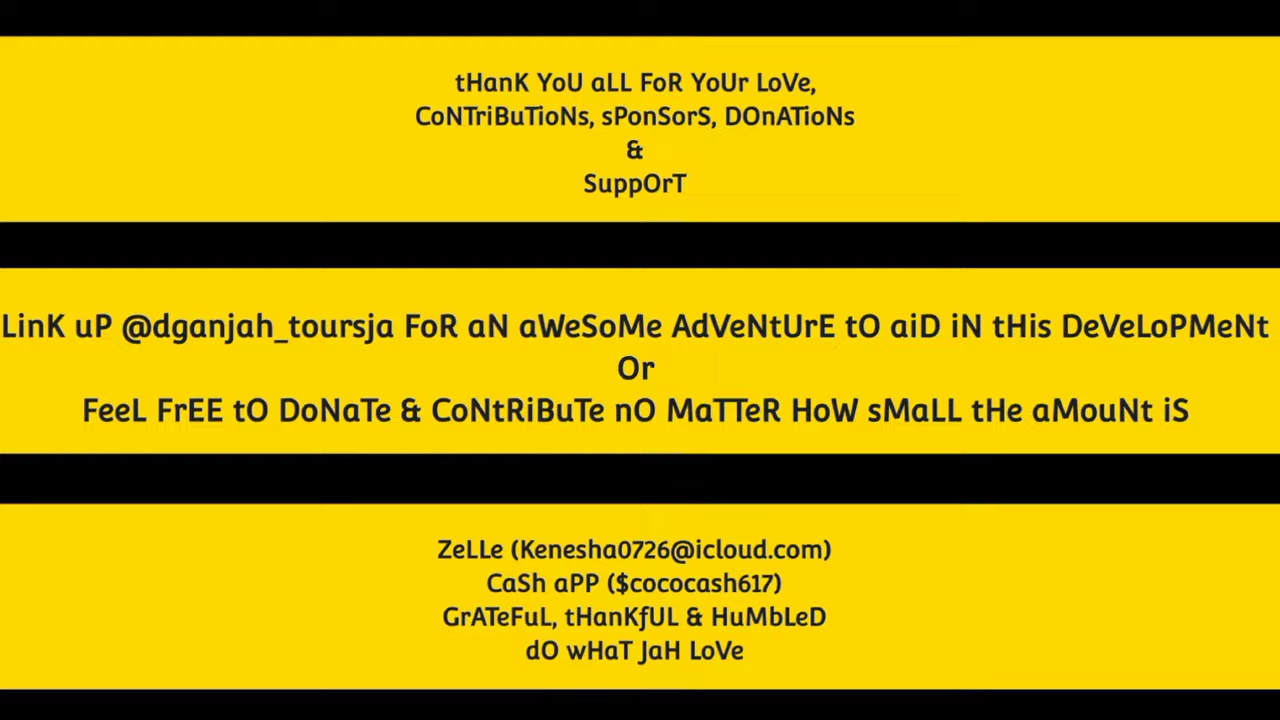 tHanK YoU aLL FoR YoUr LoVe,
CoNTriBuTioNs, sPonSorS, DOnATioNs
&
SuppOrT
LinK uP @dganjah_toursja FoR aN aWeSoMe AdVeNtUrE tO aiD iN tHis DeVeLoPMeNt
Or
FeeL FrEE tO DoNaTe & CoNtRiBuTe nO MaTTeR HoW sMaLL tHe aMouNt iS
ZeLLe (Kenesha0726@icloud.com)
CaSh aPP ($cococash617)
GrATeFuL, tHanKfUL & HuMbLeD
dO wHaT JaH LoVe